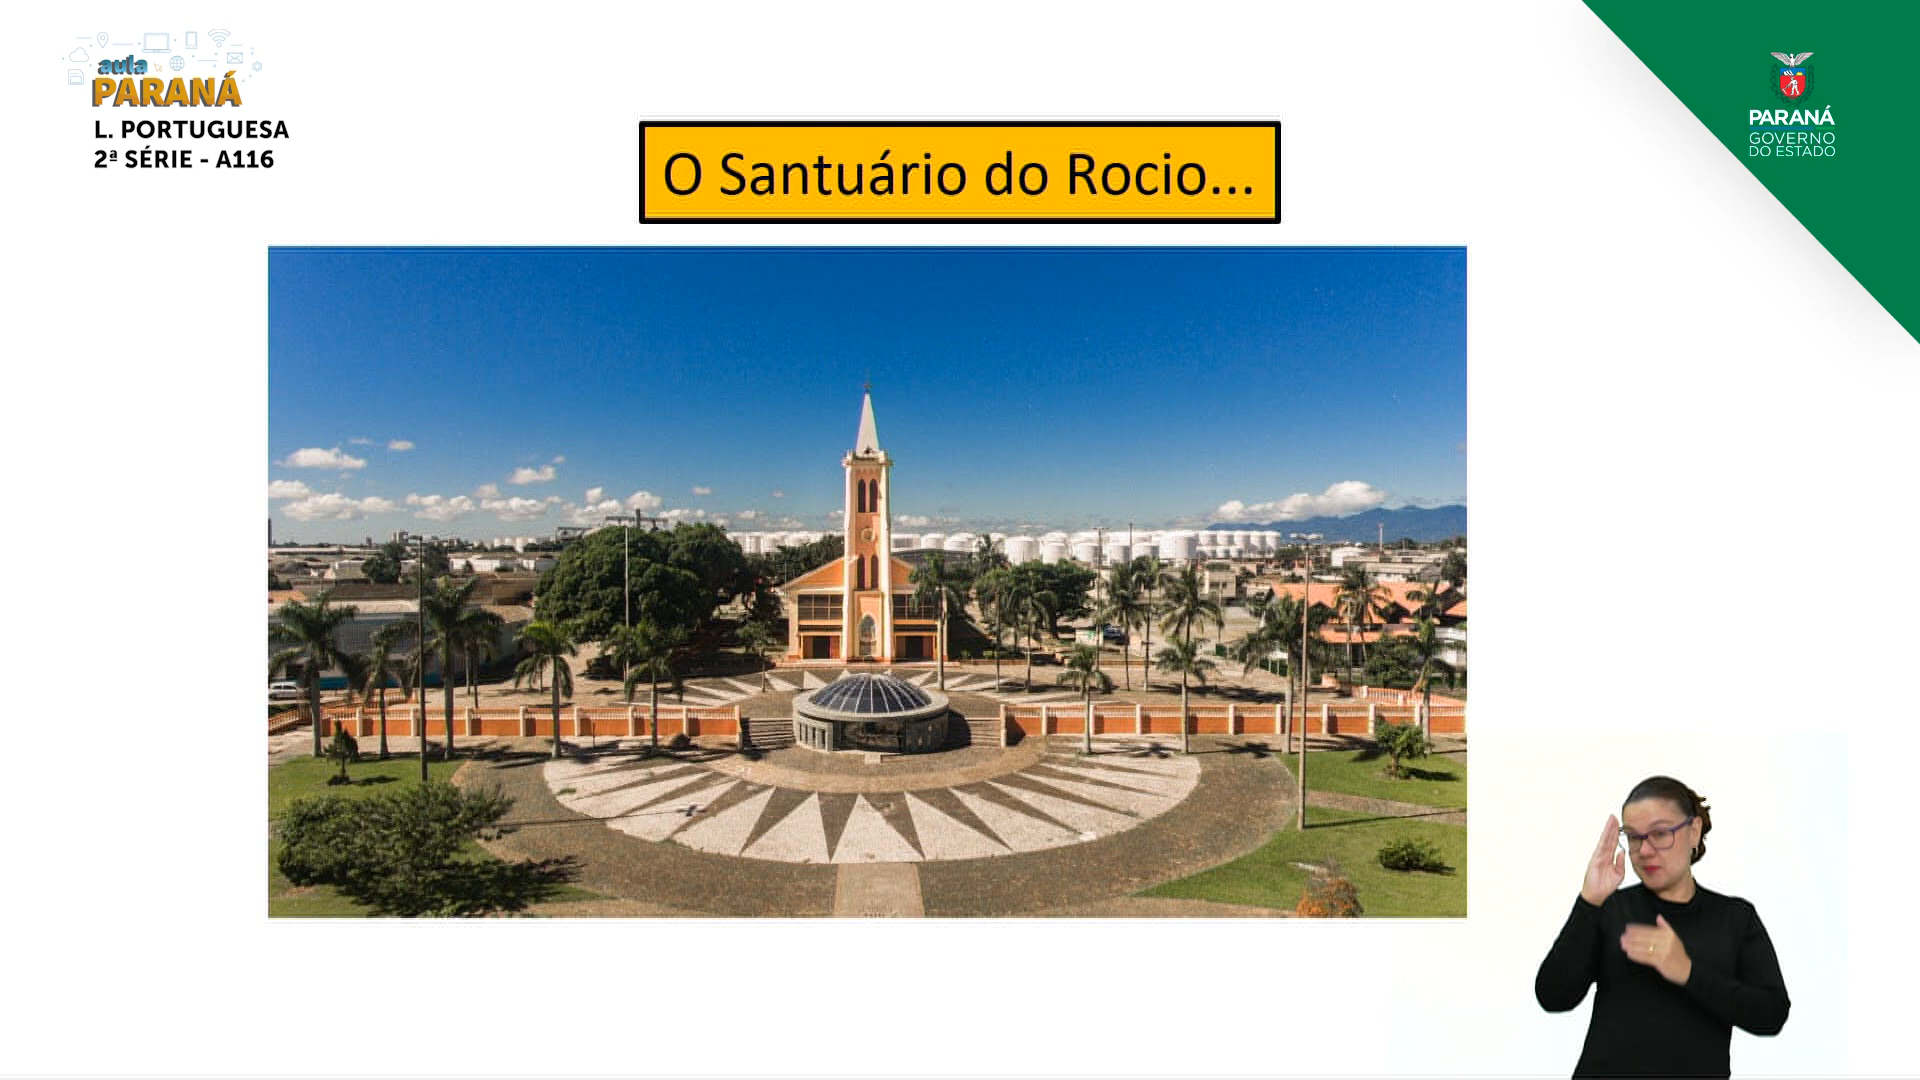 aula
PARANÁ
L. PORTUGUESA
2ª SÉRIE - A116
O Santuário do Rocio...
PARANÁ
GOVERNO
DO ESTADO